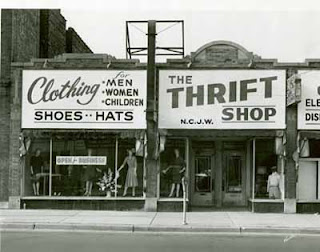 Clothing for
• MEN
• WOMEN
• CHILDREN
SHOES • • HATS
OPEN for BUSINESS
THE
THRIFT
SHOP
N.C.J.W.